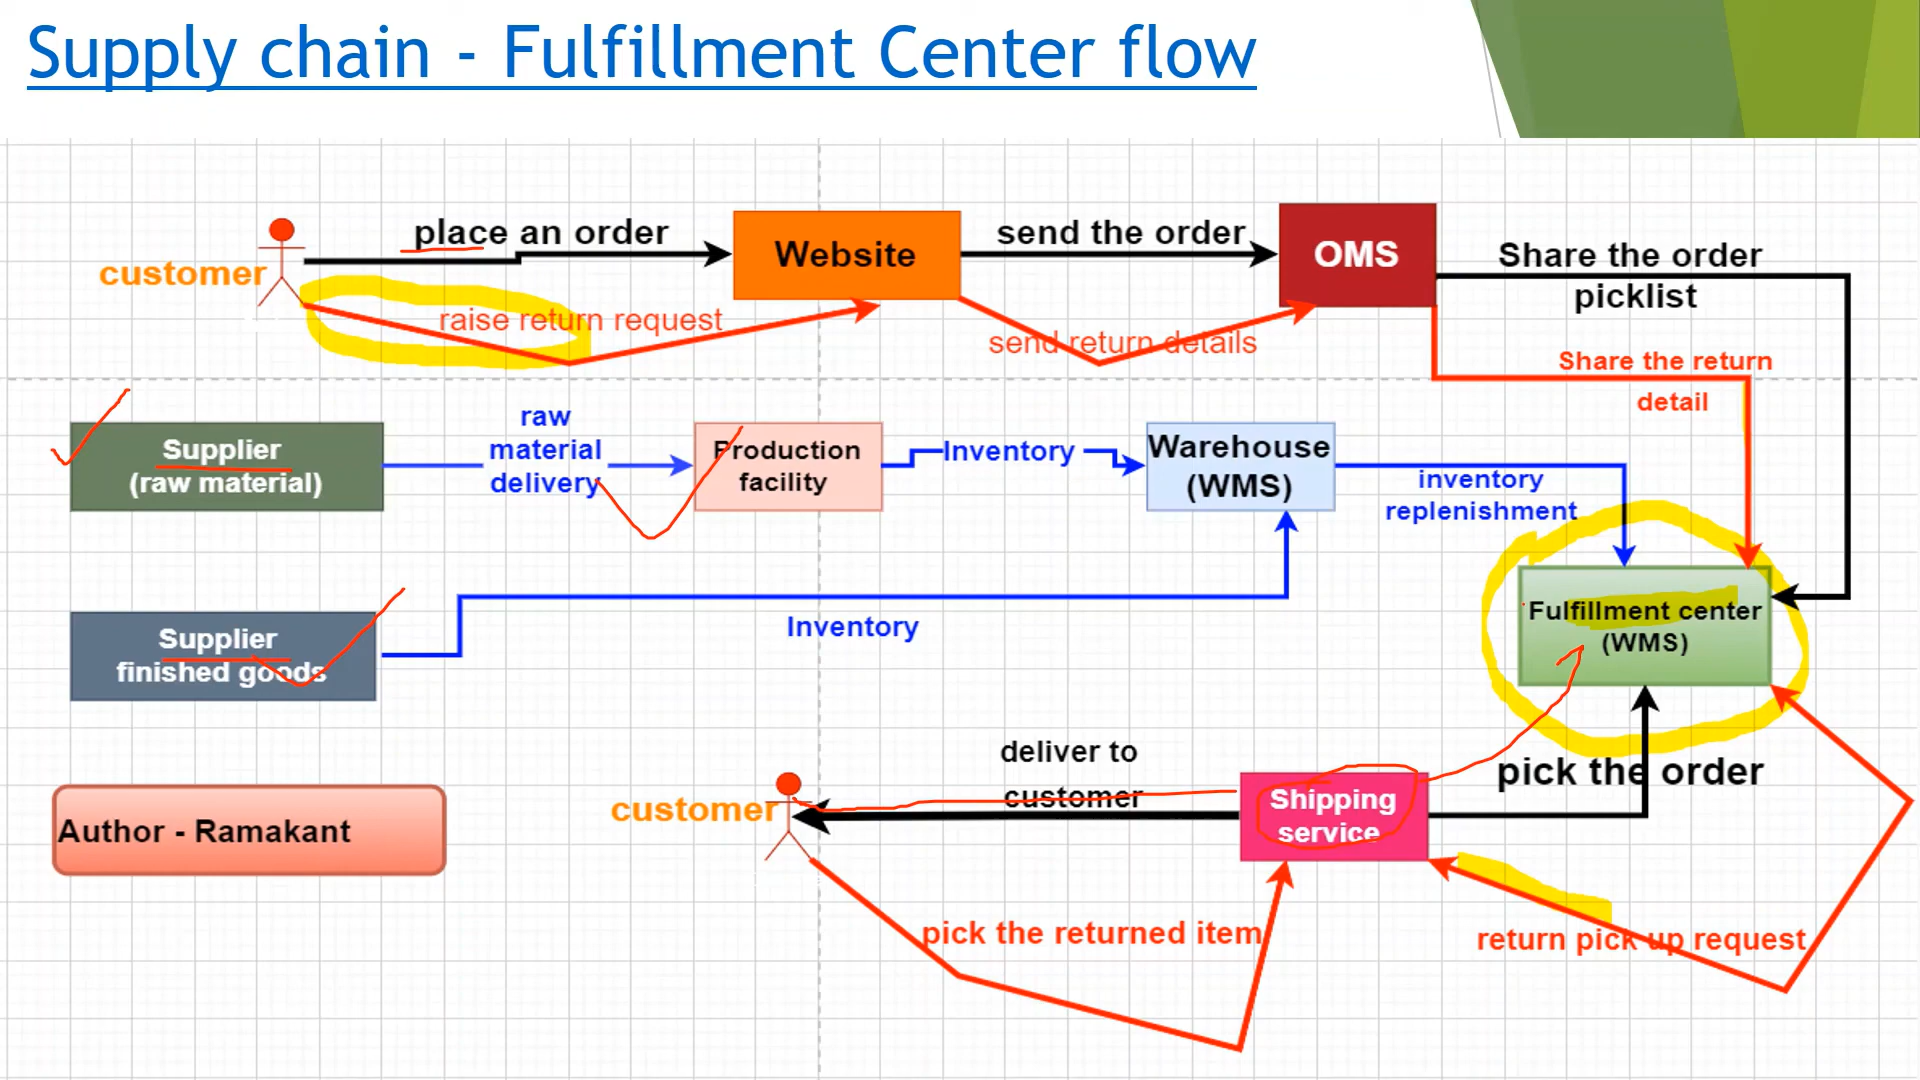 Supply chain - Fulfillment Center flow
place an order
customer
Website
send the order
OMS
Share the order
picklist
raise return request
send return details
Share the return
detail
Supplier
(raw material)
raw
material
delivery
Production
facility
Inventory
Warehouse
(WMS)
inventory
replenishment
Supplier
finished goods
Inventory
Fulfillment center
(WMS)
Author - Ramakant
customer
deliver to
customer
Shipping
service
pick the order
pick the returned item
return pick up request